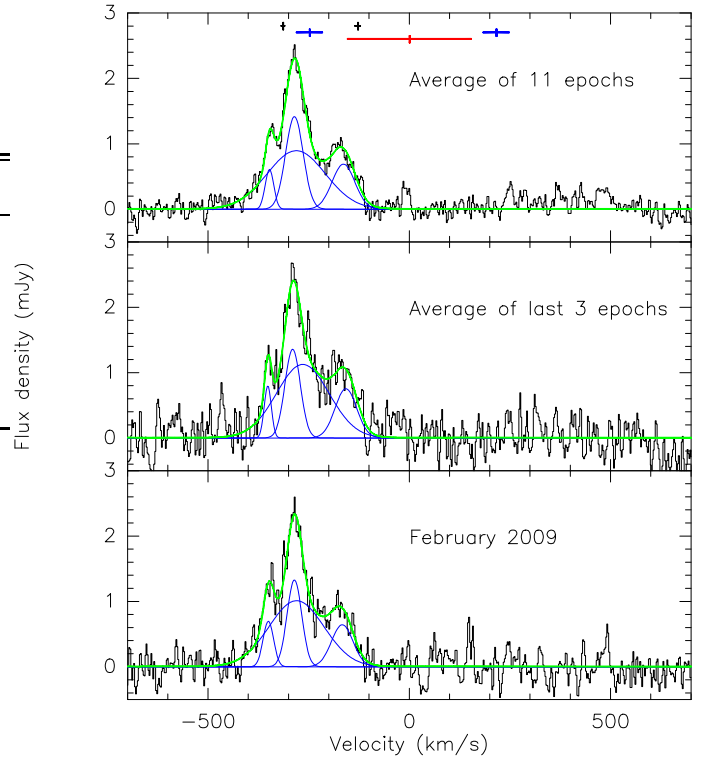 3
2
1
0
Average of 11 epochs
3
2
1
0
Average of last 3 epochs
3
2
1
0
February 2009
Flux density (mJy)
−500 0 500
Velocity (km/s)